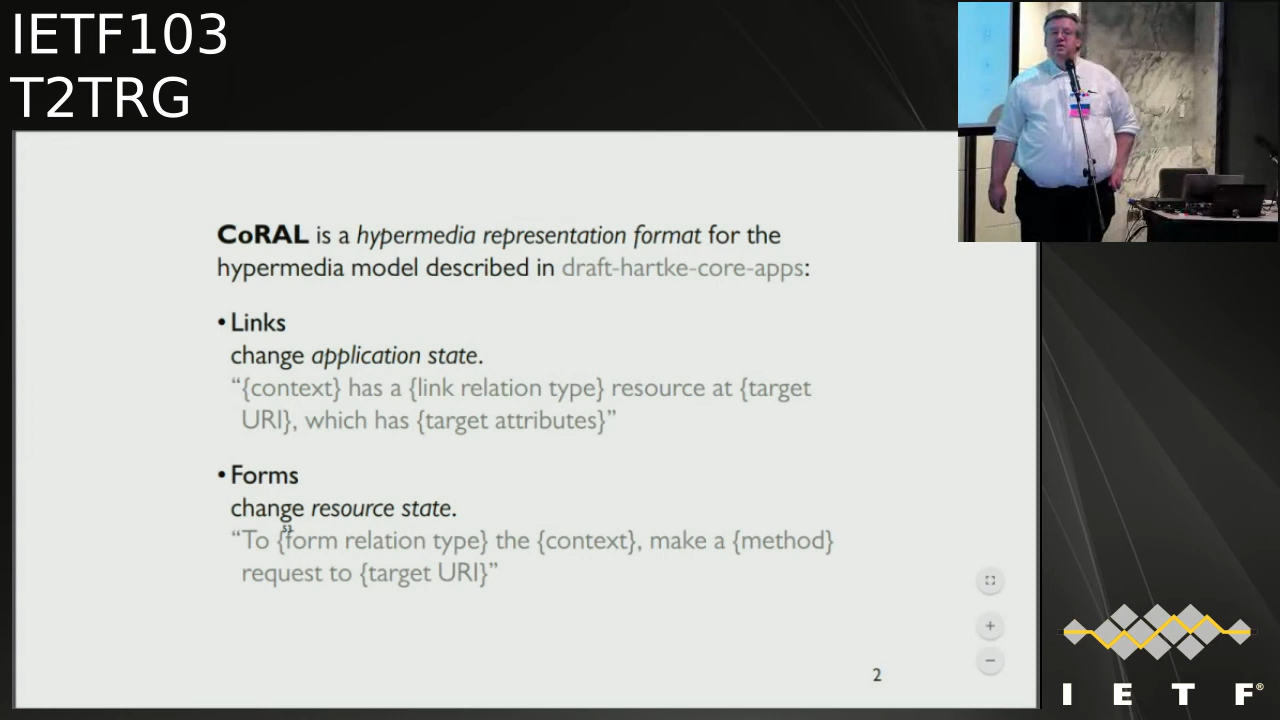 IETF103
T2TRG
CoRAL is a hypermedia representation format for the
hypermedia model described in draft-hartke-core-apps:
• Links
change application state.
“{context} has a {link relation type} resource at {target
URI}, which has {target attributes}”
• Forms
change resource state.
“To {form relation type} the {context}, make a {method}
request to {target URI}”
2
I E T F®